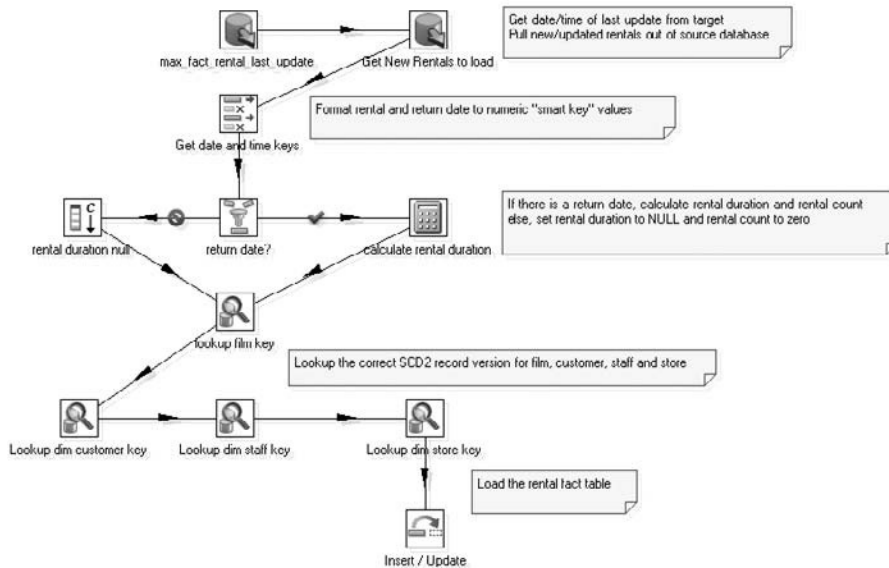 Get date/time of last update from target
Pull new/updated rentals out of source database
max_fact_rental_last_update
Get New Rentals to load
Format rental and return date to numeric "smart key" values
Get date and time keys
If there is a return date, calculate rental duration and rental count
else, set rental duration to NULL and rental count to zero
C
rental duration null
return date?
calculate rental duration
lookup film key
Lookup the correct SCD2 record version for film, customer, staff and store
Lookup dim customer key
Lookup dim staff key
Lookup dim store key
Load the rental fact table
Insert / Update